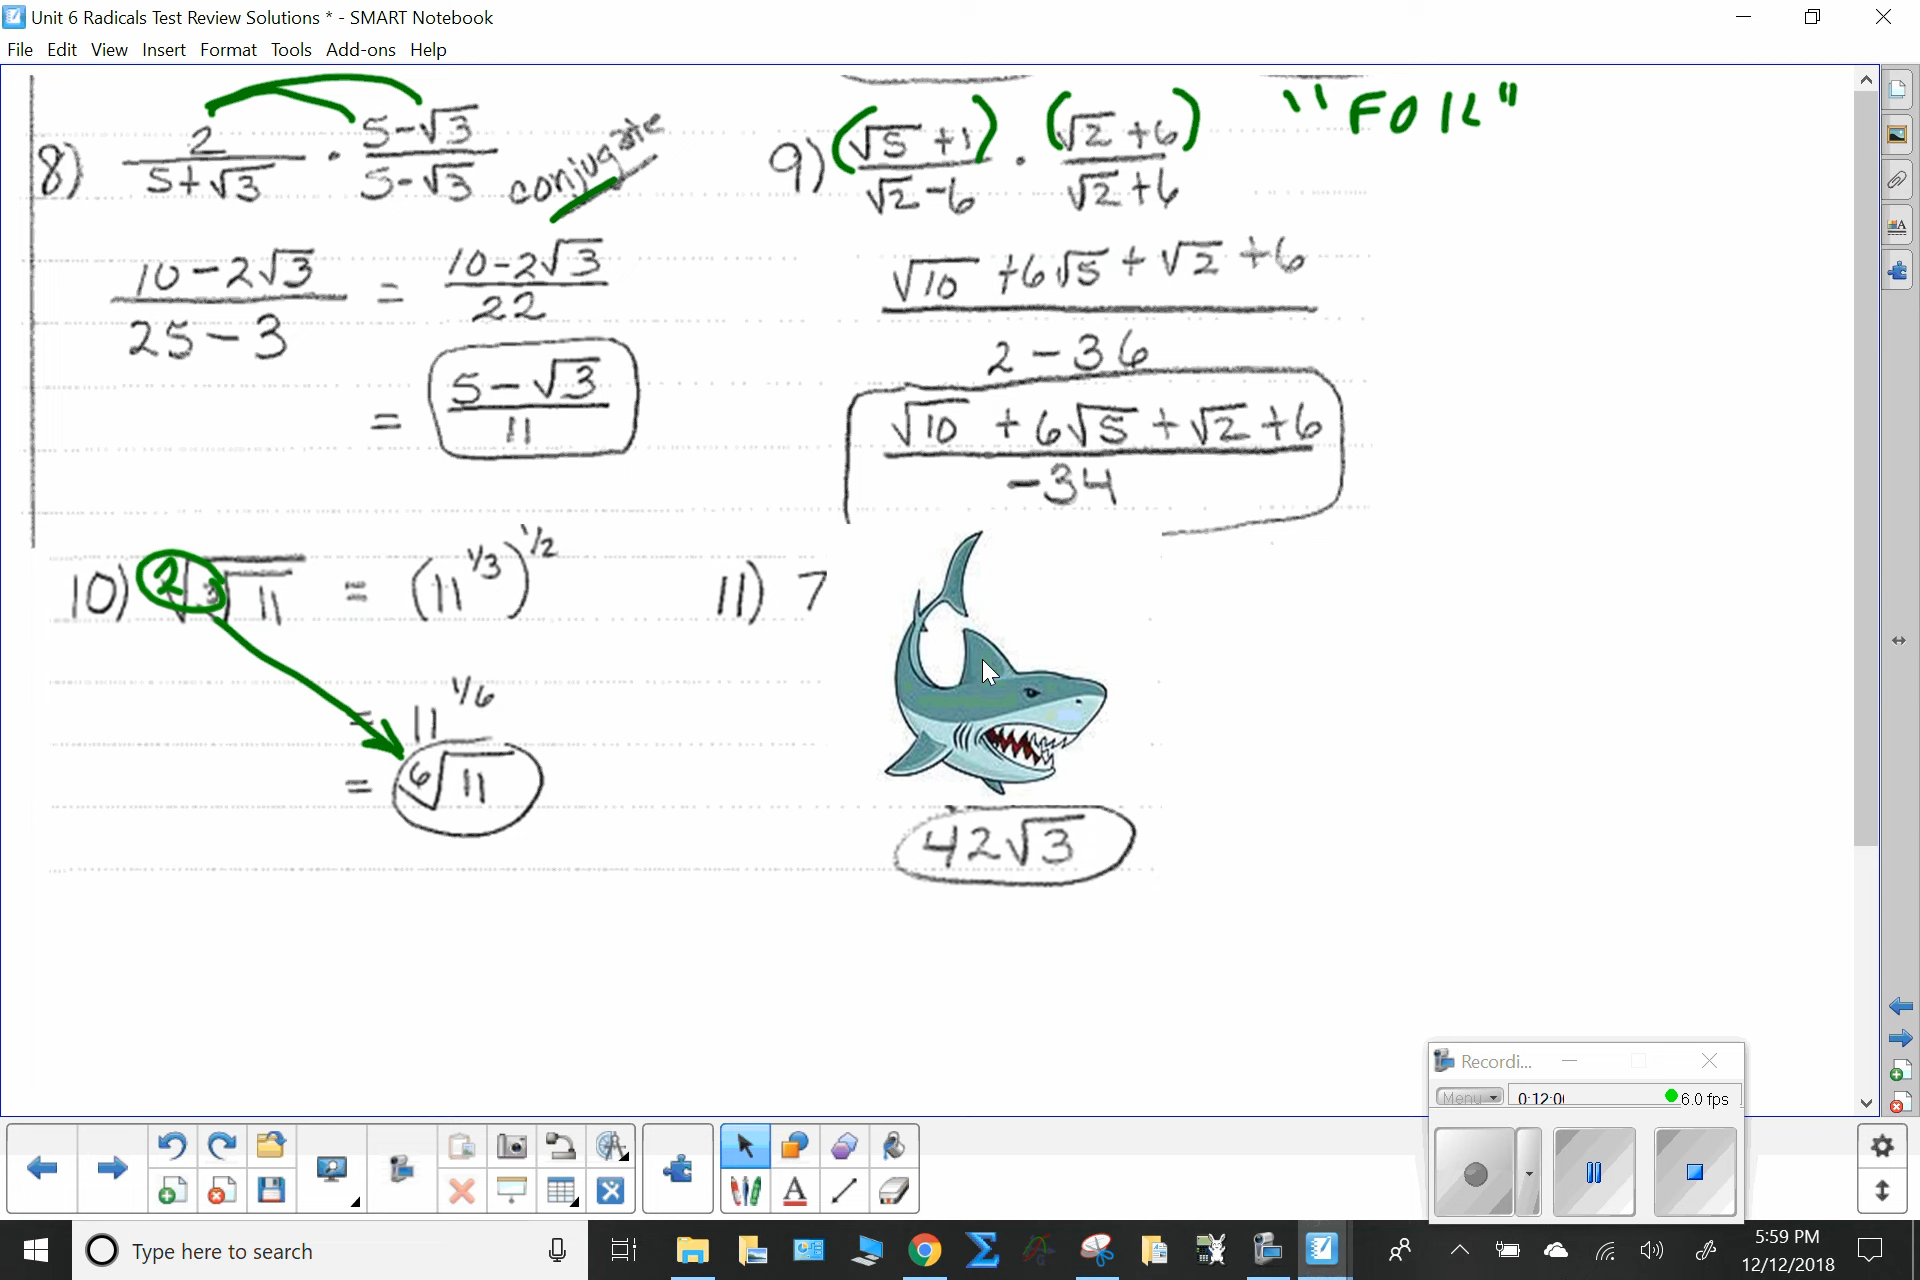 Unit 6 Radicals Test Review Solutions * - SMART Notebook
File Edit View Insert Format Tools Add-ons Help
8) 2/(5+√3) · (5-√3)/(5-√3) conjugate
(10-2√3)/(25-3) = (10-2√3)/22
= (5-√3)/11
9) (√5+1)/(√2-6) · (√2+6)/(√2+6) "FOIL"
(√10+6√5+√2+6)/(2-36)
(√10+6√5+√2+6)/(-34)
10) 2√3√11 = (11^1/3)^1/2
= 11^1/6
= 6√11
11) 7
42√3
Recordi...
Menu 0:12:0 6.0 fps
Type here to search
5:59 PM
12/12/2018